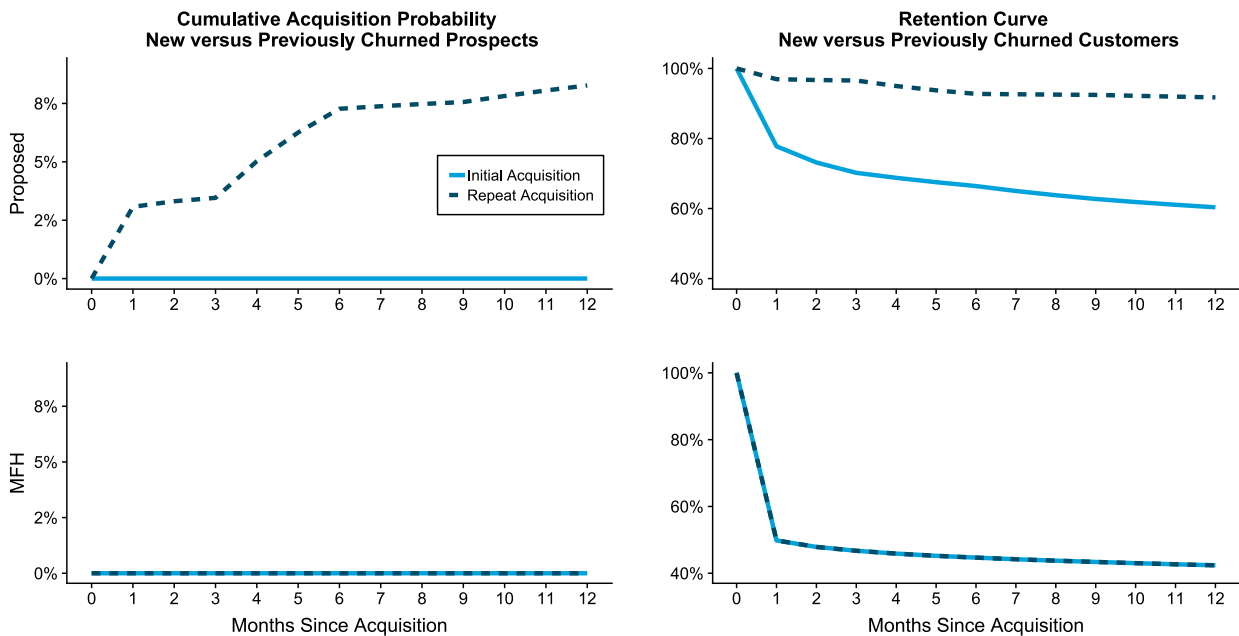 Cumulative Acquisition Probability
New versus Previously Churned Prospects
Retention Curve
New versus Previously Churned Customers
Proposed
8%
5%
2%
0%
Initial Acquisition
Repeat Acquisition
0 1 2 3 4 5 6 7 8 9 10 11 12
100%
80%
60%
40%
0 1 2 3 4 5 6 7 8 9 10 11 12
MFH
8%
5%
2%
0%
0 1 2 3 4 5 6 7 8 9 10 11 12
Months Since Acquisition
100%
80%
60%
40%
0 1 2 3 4 5 6 7 8 9 10 11 12
Months Since Acquisition